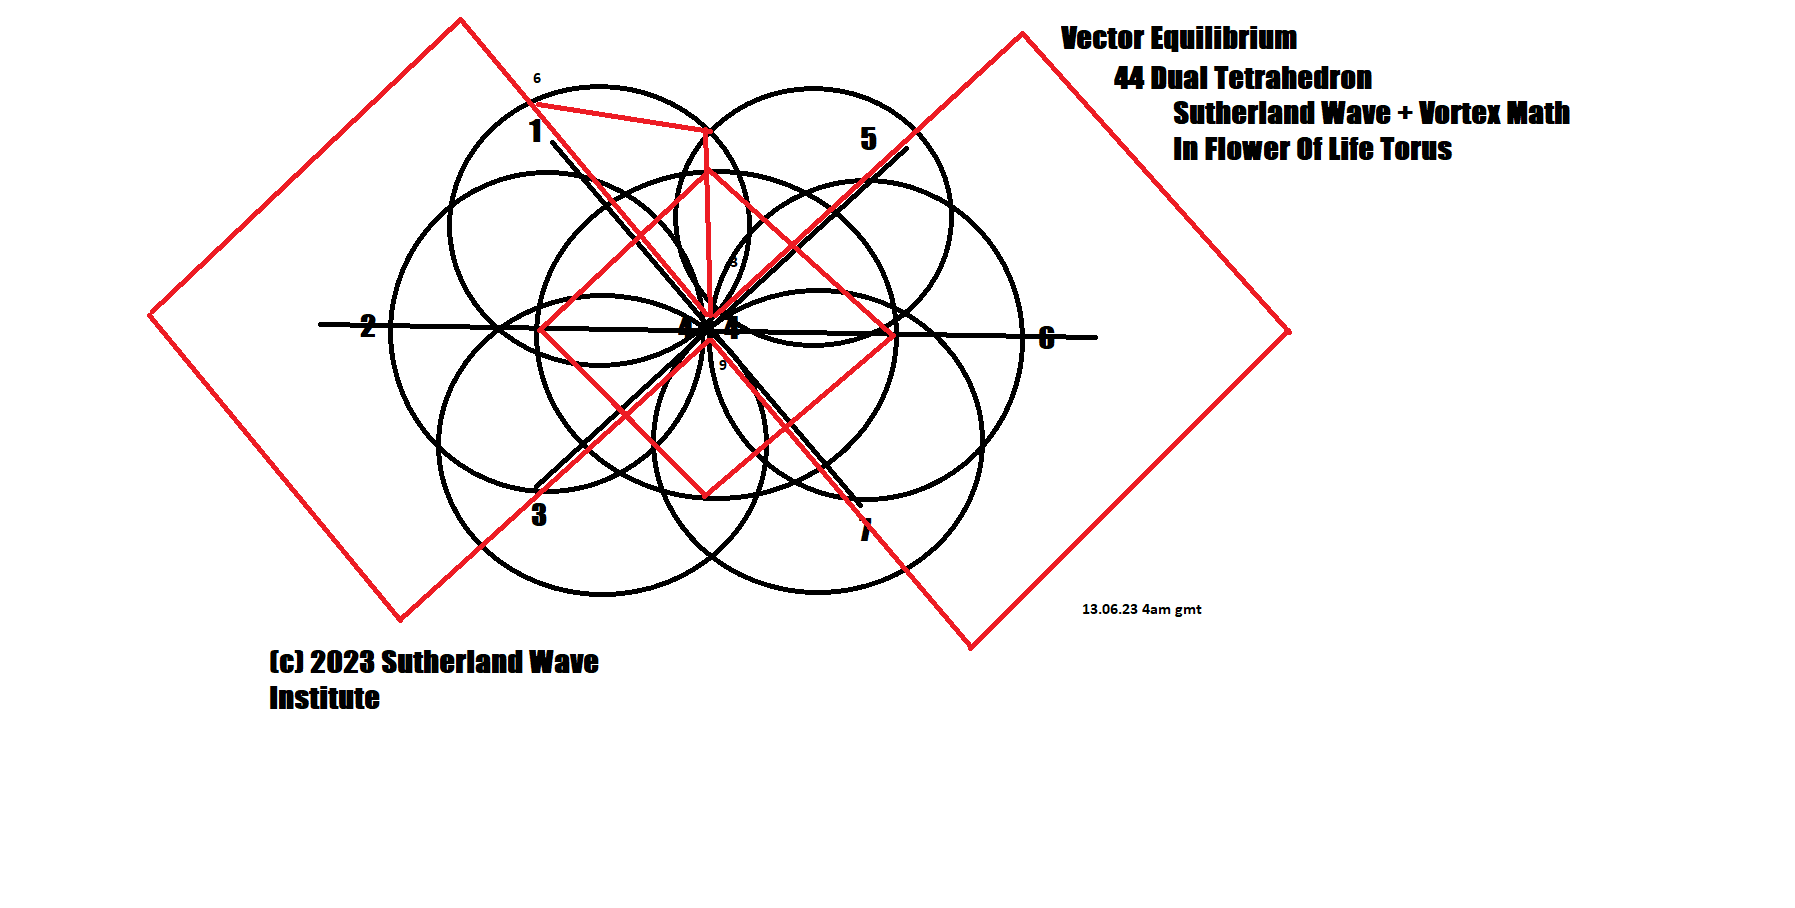 Vector Equilibrium
44 Dual Tetrahedron
Sutherland Wave + Vortex Math
In Flower Of Life Torus
6
1
5
3
2
4
4
6
9
3
7
13.06.23 4am gmt
(c) 2023 Sutherland Wave
Institute